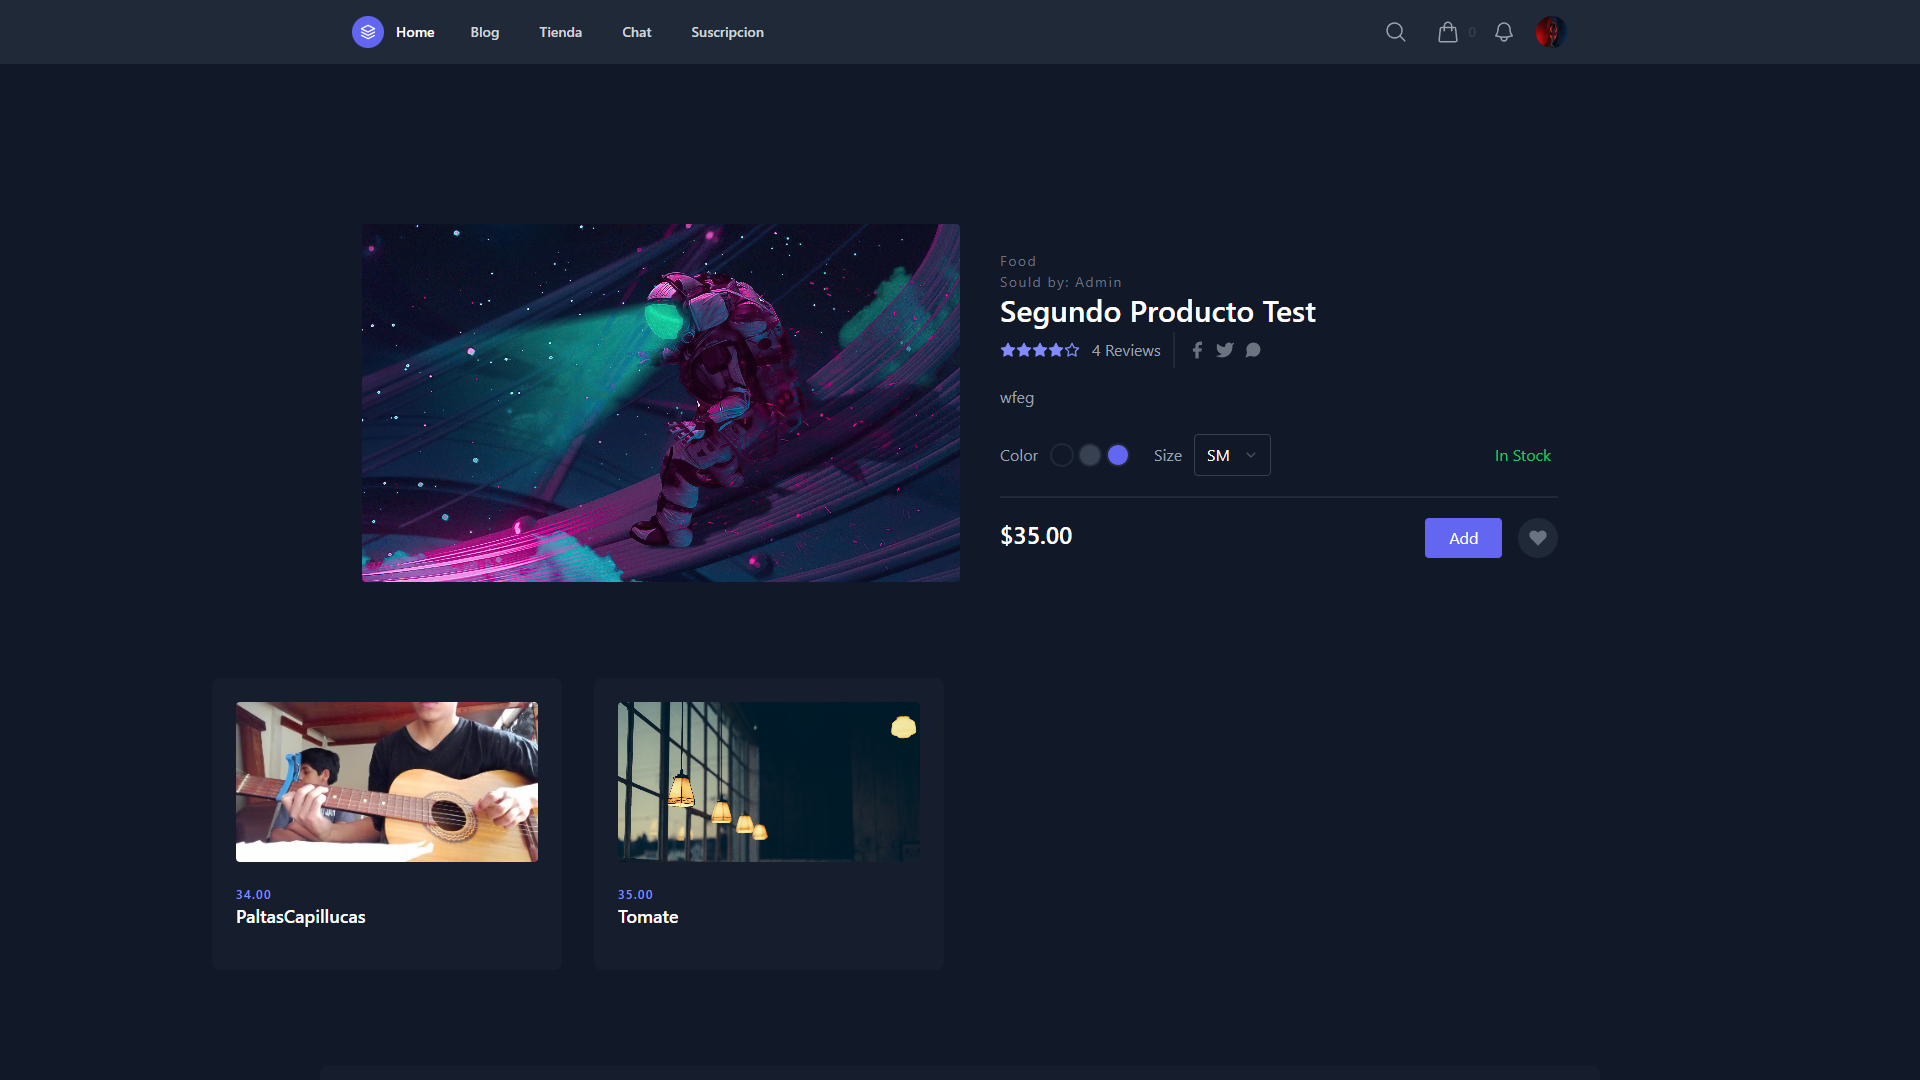 Home Blog Tienda Chat Suscripcion 0
Food
Sould by: Admin
Segundo Producto Test
4 Reviews
wfeg
Color Size SM In Stock
$35.00 Add
34.00
PaltasCapillucas
35.00
Tomate